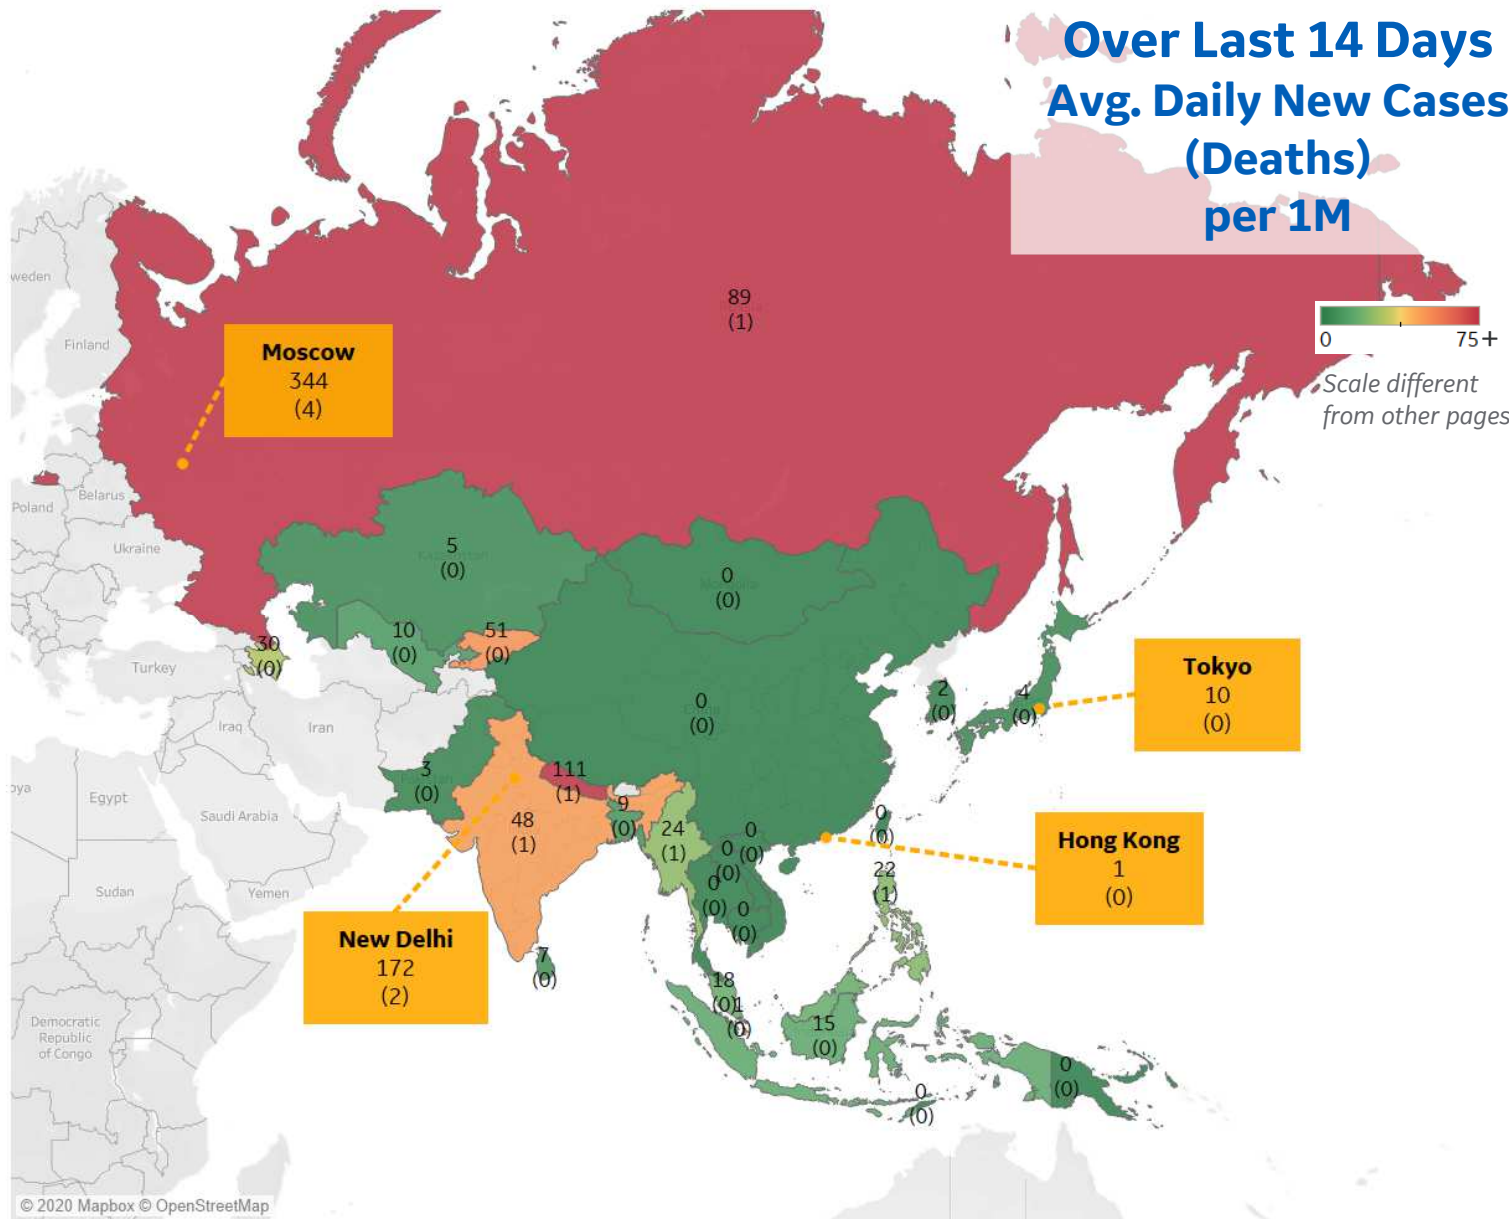 Over Last 14 Days
Avg. Daily New Cases
(Deaths)
per 1M
0
75+
Scale different
from other pages
89
(1)
Moscow
344
(4)
weden
Finland
Belarus
Poland
Ukraine
Turkey
Iraq
Iran
oya
Egypt
Saudi Arabia
Sudan
Yemen
Democratic
Republic
of Congo
5
(0)
0
(0)
30
(0)
10
(0)
51
(0)
0
(0)
2
(0)
4
(0)
Tokyo
10
(0)
3
(0)
111
(1)
9
(0)
48
(1)
24
(1)
0
(0)
0
(0)
0
(0)
0
(0)
0
(0)
22
(1)
Hong Kong
1
(0)
New Delhi
172
(2)
7
(0)
18
(0)
1
(0)
15
(0)
0
(0)
0
(0)
© 2020 Mapbox © OpenStreetMap